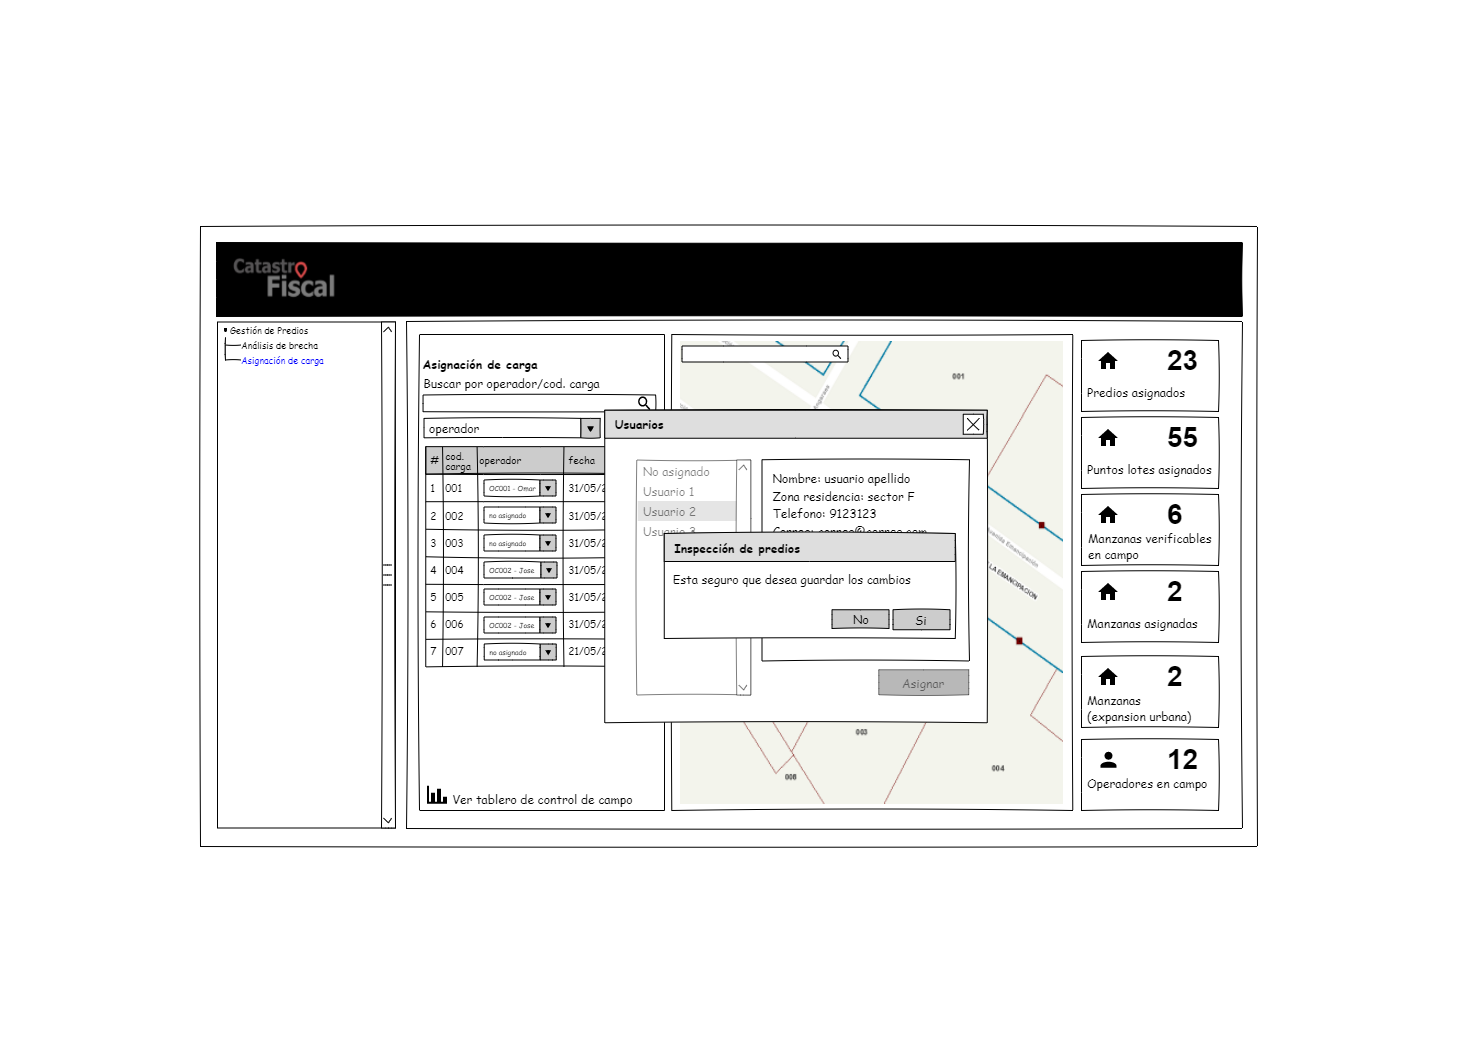 Catastro
Fiscal
Gestión de Predios
Análisis de brecha
Asignación de carga
Asignación de carga
Buscar por operador/cod. carga
operador
# cod. carga operador fecha
1 001 OC001 - Omar 31/05/2
2 002 no asignado 31/05/2
3 003 no asignado 31/05/2
4 004 OC002 - Jose 31/05/2
5 005 OC002 - Jose 31/05/2
6 006 OC002 - Jose 31/05/2
7 007 no asignado 21/05/2
Ver tablero de control de campo
001
Angaraes
Usuarios
No asignado
Usuario 1
Usuario 2
Usuario 3
Nombre: usuario apellido
Zona residencia: sector F
Telefono: 9123123
Correo: correo@correo.com
Inspección de predios
Esta seguro que desea guardar los cambios
No Si
Asignar
Emancipación
LA EMANCIPACION
003
004
008
23
Predios asignados
55
Puntos lotes asignados
6
Manzanas verificables
en campo
2
Manzanas asignadas
2
Manzanas
(expansion urbana)
12
Operadores en campo